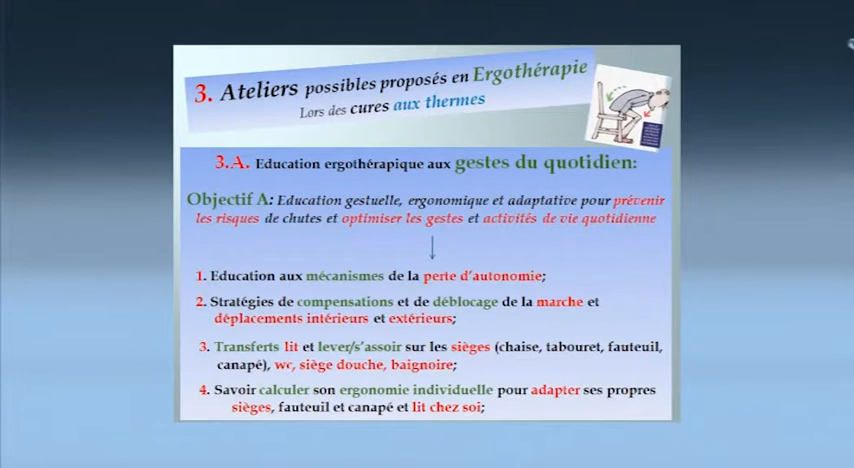 3. Ateliers possibles proposés en Ergothérapie
Lors des cures aux thermes
3.A. Education ergothérapique aux gestes du quotidien:
Objectif A: Education gestuelle, ergonomique et adaptative pour prévenir
les risques de chutes et optimiser les gestes et activités de vie quotidienne
1. Education aux mécanismes de la perte d'autonomie;
2. Stratégies de compensations et de déblocage de la marche et
déplacements intérieurs et extérieurs;
3. Transferts lit et lever/s'assoir sur les sièges (chaise, tabouret, fauteuil,
canapé), wc, siège douche, baignoire;
4. Savoir calculer son ergonomie individuelle pour adapter ses propres
sièges, fauteuil et canapé et lit chez soi;